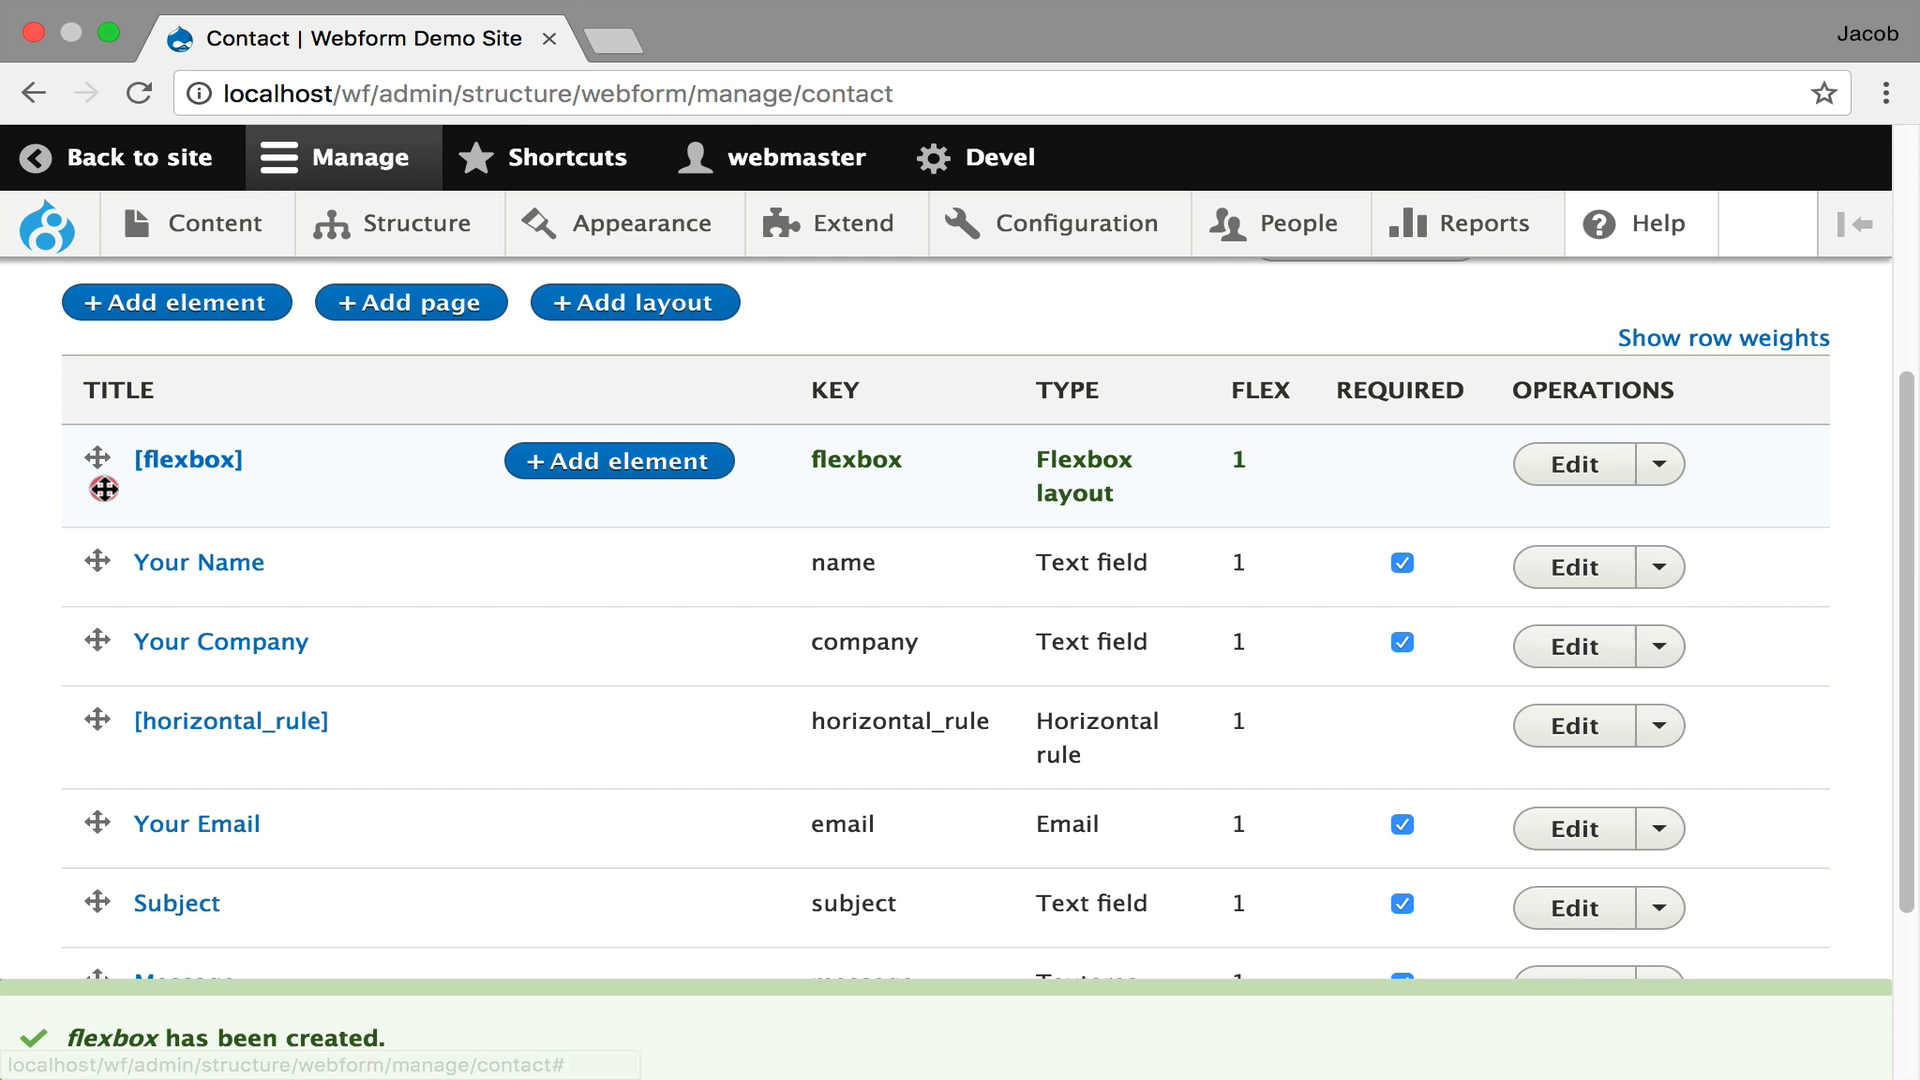 Contact | Webform Demo Site
Jacob
localhost/wf/admin/structure/webform/manage/contact
Back to site Manage Shortcuts webmaster Devel
Content Structure Appearance Extend Configuration People Reports Help
+ Add element + Add page + Add layout
Show row weights
TITLE KEY TYPE FLEX REQUIRED OPERATIONS
[flexbox] + Add element flexbox Flexbox layout 1 Edit
Your Name name Text field 1 Edit
Your Company company Text field 1 Edit
[horizontal_rule] horizontal_rule Horizontal rule 1 Edit
Your Email email Email 1 Edit
Subject subject Text field 1 Edit
flexbox has been created.
localhost/wf/admin/structure/webform/manage/contact#